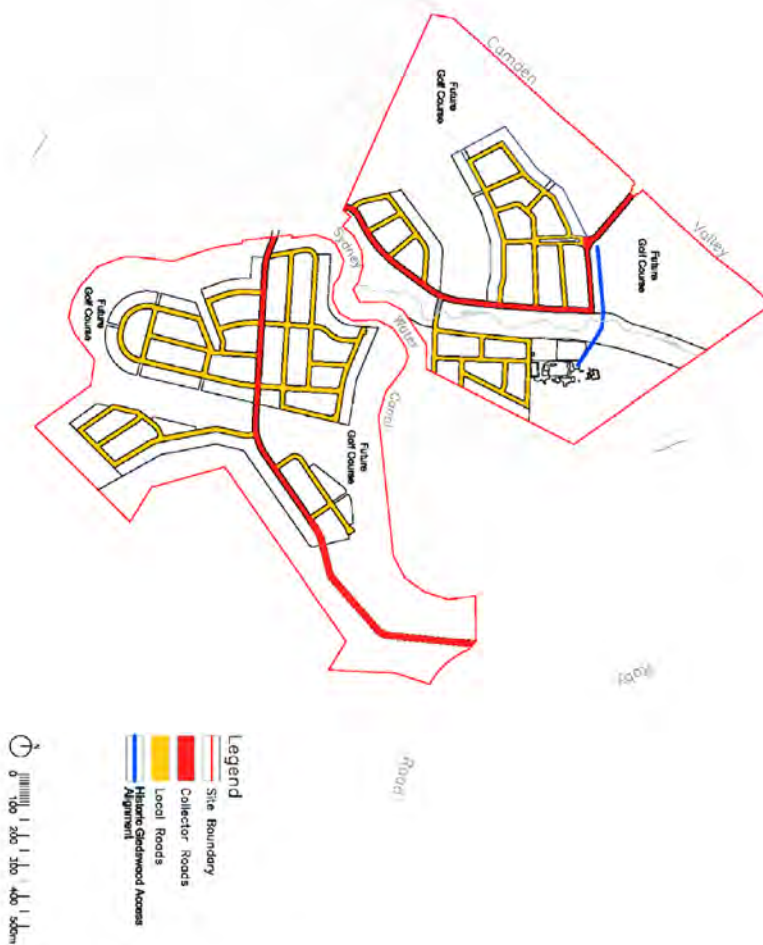 Camden
Valley
Future
Golf Course
Future
Golf Course
Sydney
Water
Canal
Future
Golf Course
Future
Golf Course
Raby
Road
Legend
Site Boundary
Collector Roads
Local Roads
Historic Gledswood Access
Alignment
N
0 100 200 300 400 500m